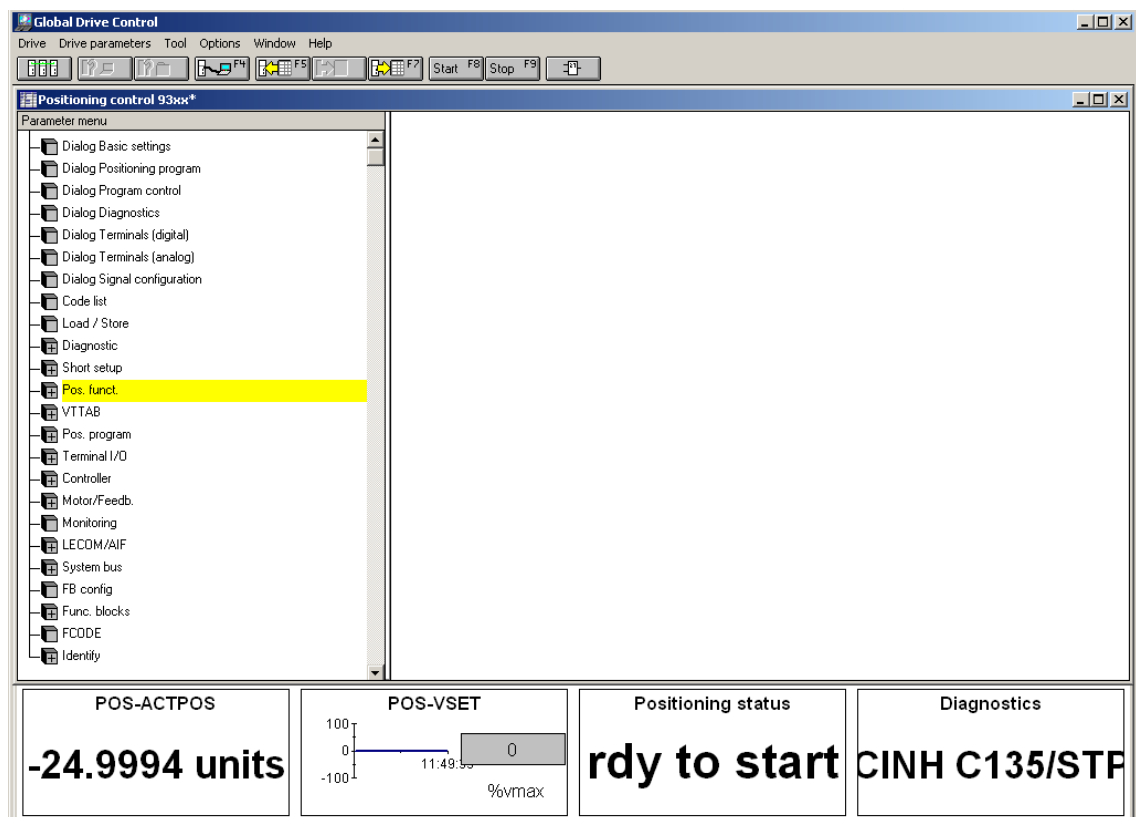 Global Drive Control
Drive Drive parameters Tool Options Window Help
F4 F5 F7 Start F8 Stop F9
Positioning control 93xx*
Parameter menu
Dialog Basic settings
Dialog Positioning program
Dialog Program control
Dialog Diagnostics
Dialog Terminals (digital)
Dialog Terminals (analog)
Dialog Signal configuration
Code list
Load / Store
Diagnostic
Short setup
Pos. funct.
VTTAB
Pos. program
Terminal I/O
Controller
Motor/Feedb.
Monitoring
LECOM/AIF
System bus
FB config
Func. blocks
FCODE
Identify
POS-ACTPOS
-24.9994 units
POS-VSET
100
0
-100
0
%vmax
Positioning status
rdy to start
Diagnostics
CINH C135/STP